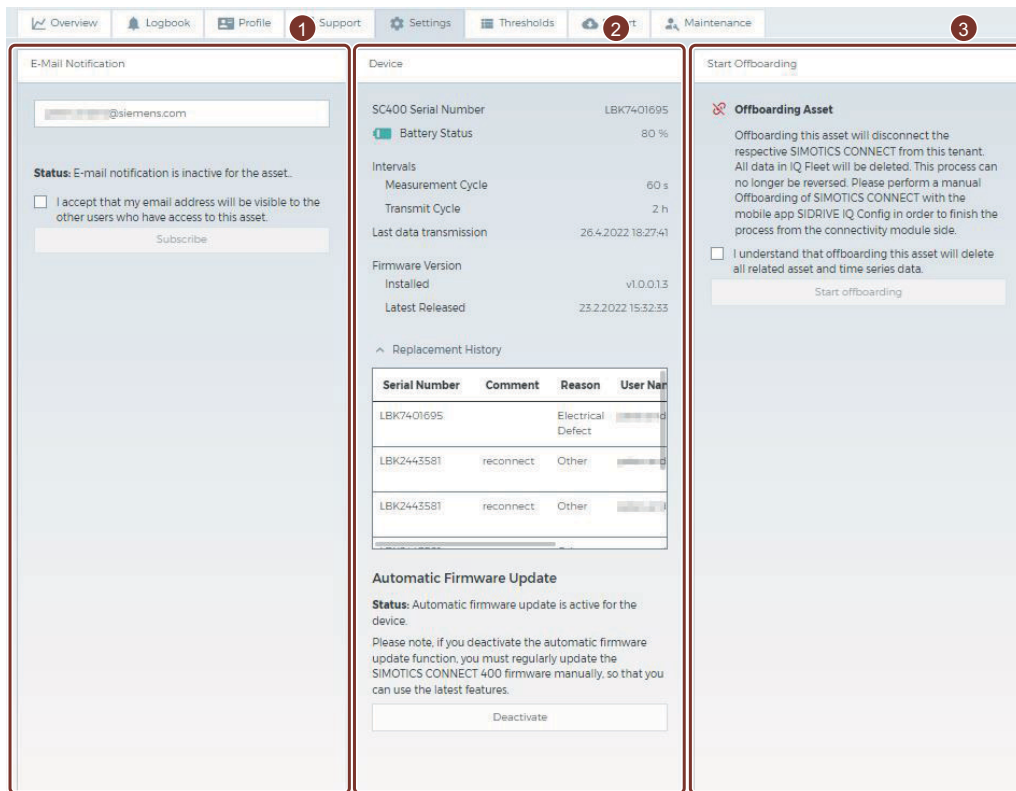 Overview Logbook Profile Support Settings Thresholds Maintenance
1 2 3
E-Mail Notification
@siemens.com
Status: E-mail notification is inactive for the asset..
I accept that my email address will be visible to the
other users who have access to this asset.
Subscribe
Device
SC400 Serial Number LBK7401695
Battery Status 80 %
Intervals
Measurement Cycle 60 s
Transmit Cycle 2 h
Last data transmission 26.4.2022 18:27:41
Firmware Version
Installed v1.0.0.1.3
Latest Released 23.2.2022 15:32:33
Replacement History
Serial Number Comment Reason User Nar
LBK7401695 Electrical
Defect
LBK2443581 reconnect Other
LBK2443581 reconnect Other
Automatic Firmware Update
Status: Automatic firmware update is active for the
device.
Please note, if you deactivate the automatic firmware
update function, you must regularly update the
SIMOTICS CONNECT 400 firmware manually, so that you
can use the latest features.
Deactivate
Start Offboarding
Offboarding Asset
Offboarding this asset will disconnect the
respective SIMOTICS CONNECT from this tenant.
All data in IQ Fleet will be deleted. This process can
no longer be reversed. Please perform a manual
Offboarding of SIMOTICS CONNECT with the
mobile app SIDRIVE IQ Config in order to finish the
process from the connectivity module side.
I understand that offboarding this asset will delete
all related asset and time series data.
Start offboarding